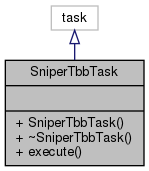 task
SniperTbbTask
+ SniperTbbTask()
+ ~SniperTbbTask()
+ execute()